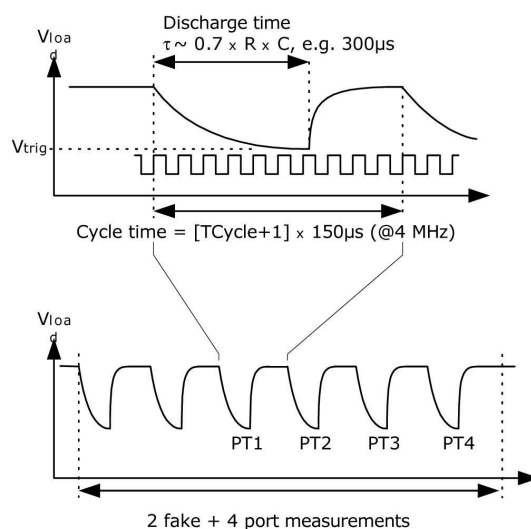 Discharge time
τ ~ 0.7 x R x C, e.g. 300µs
Vloa
d
Vtrig
Cycle time = [TCycle+1] x 150µs (@4 MHz)
Vloa
d
PT1 PT2 PT3 PT4
2 fake + 4 port measurements